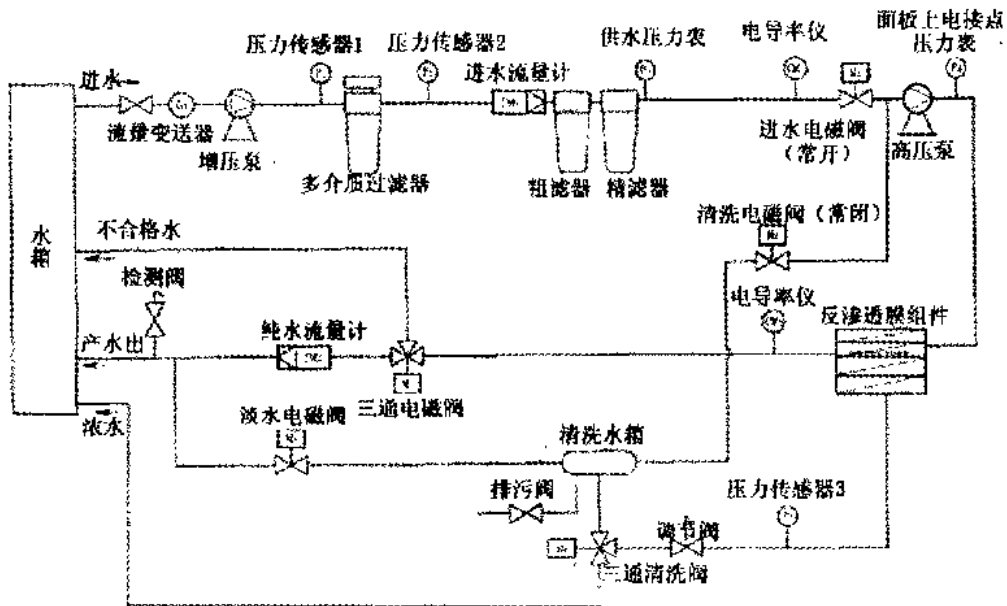 面板上电接点
压力表
压力传感器1
压力传感器2
供水压力表
电导率仪
进水流量计
进水
流量变送器
增压泵
多介质过滤器
粗滤器
精滤器
进水电磁阀
（常开）
高压泵
清洗电磁阀（常闭）
水箱
不合格水
检测阀
电导率仪
反渗透膜组件
产水出
纯水流量计
三通电磁阀
浓水
淡水电磁阀
清洗水箱
排污阀
压力传感器3
调节阀
三通清洗阀